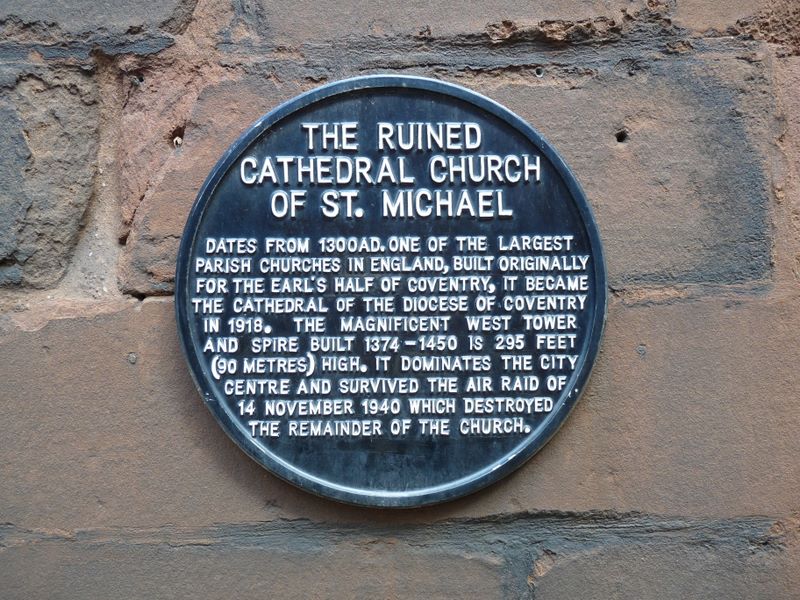 THE RUINED
CATHEDRAL CHURCH
OF ST. MICHAEL
DATES FROM 1300AD. ONE OF THE LARGEST
PARISH CHURCHES IN ENGLAND, BUILT ORIGINALLY
FOR THE EARL'S HALF OF COVENTRY, IT BECAME
THE CATHEDRAL OF THE DIOCESE OF COVENTRY
IN 1918. THE MAGNIFICENT WEST TOWER
AND SPIRE BUILT 1374-1450 IS 295 FEET
(90 METRES) HIGH. IT DOMINATES THE CITY
CENTRE AND SURVIVED THE AIR RAID OF
14 NOVEMBER 1940 WHICH DESTROYED
THE REMAINDER OF THE CHURCH.